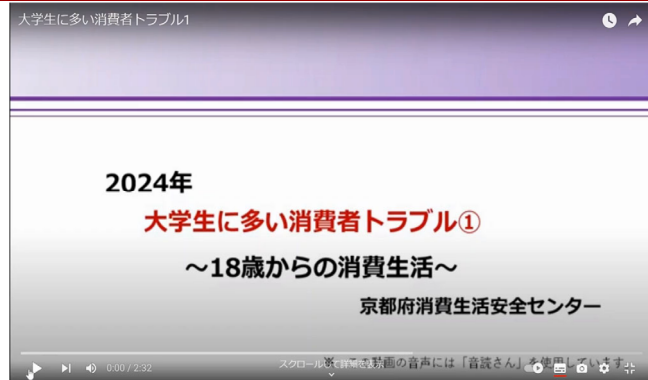 大学生に多い消費者トラブル1
2024年
大学生に多い消費者トラブル①
~18歳からの消費生活~
京都府消費生活安全センター
※ この動画の音声には「音読さん」を使用しています。
0:00 / 2:32
スクロールして詳細を表示